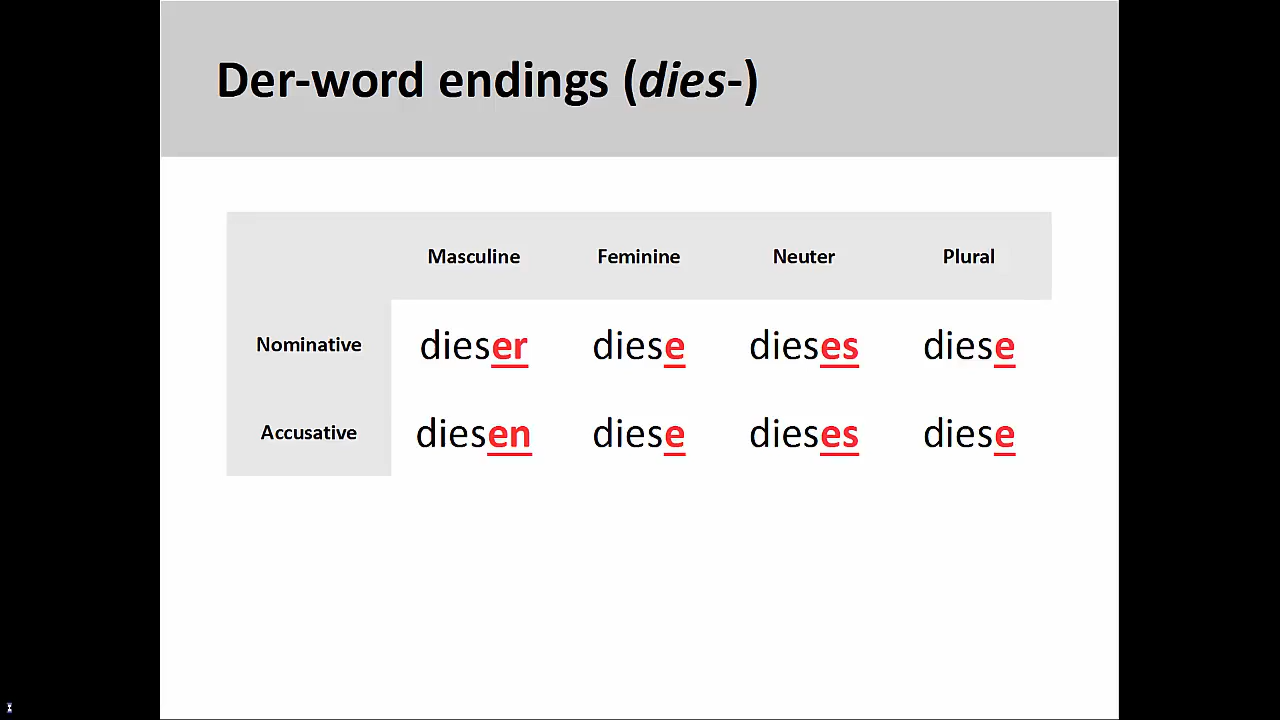 Der-word endings (dies-)
Masculine Feminine Neuter Plural
Nominative dieser diese dieses diese
Accusative diesen diese dieses diese